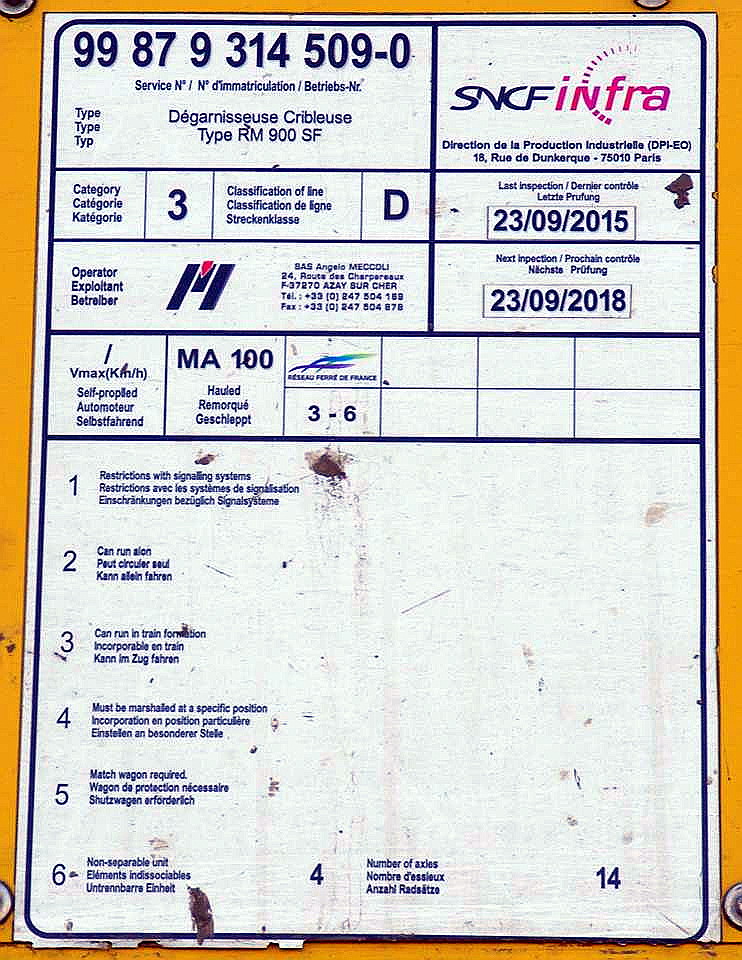 99 87 9 314 509-0
Service N° / N° d'immatriculation / Betriebs-Nr.
Type
Type
Typ
Dégarnisseuse Cribleuse
Type RM 900 SF
SNCF infra
Direction de la Production Industrielle (DPI-EO)
18, Rue de Dunkerque - 75010 Paris
Category
Catégorie
Katégorie
3
Classification of line
Classification de ligne
Streckenklasse
D
Last inspection / Dernier contrôle
Letzte Prufung
23/09/2015
Operator
Exploitant
Betreiber
SAS Angelo MECCOLI
24, Route des Charpereaux
F-37270 AZAY SUR CHER
Tél.: +33 (0) 247 504 169
Fax : +33 (0) 247 504 878
Next inpection / Prochain contrôle
Nächste Prüfung
23/09/2018
/
Vmax(Km/h)
Self-proplied
Automoteur
Selbstfahrend
MA 100
Hauled
Remorqué
Geschleppt
RÉSEAU FERRÉ DE FRANCE
3 - 6
1
Restrictions with signalling systems
Restrictions avec les systèmes de signalisation
Einschränkungen bezüglich Signalsysteme
2
Can run alon
Peut circuler seul
Kann allein fahren
3
Can run in train formation
Incorporable en train
Kann im Zug fahren
4
Must be marshalled at a specific position
Incorporation en position particulière
Einstellen an besonderer Stelle
5
Match wagon required.
Wagon de protection nécessaire
Shutzwagen erforderlich
6
Non-separable unit
Eléments indissociables
Untrennbarre Einheit
4
Number of axles
Nombre d'essieux
Anzahl Radsätze
14